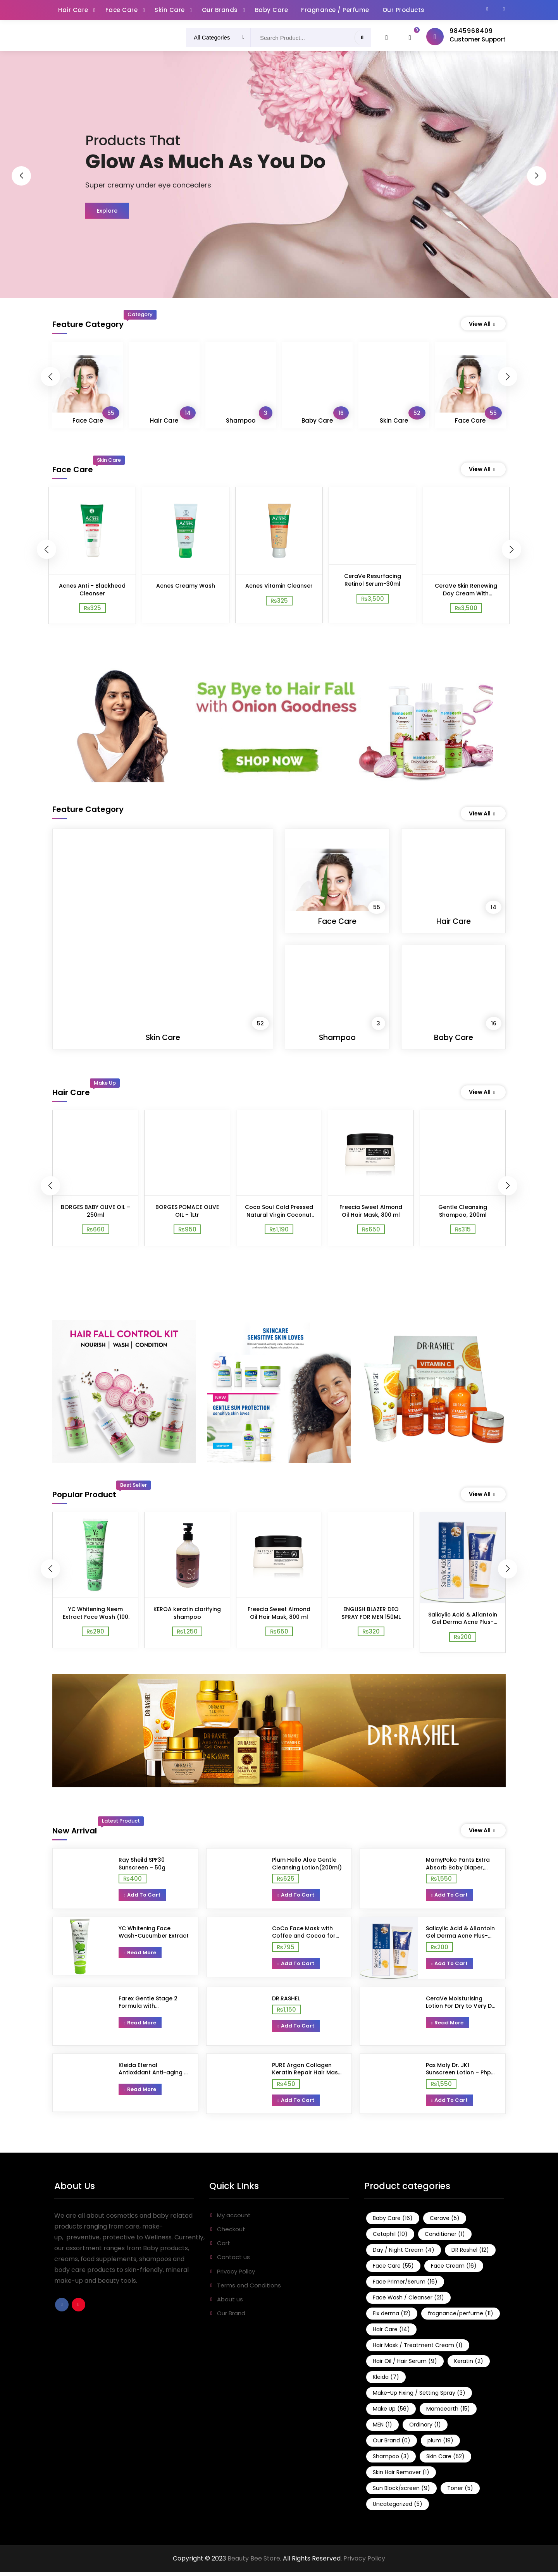 Hair Care Face Care Skin Care Our Brands Baby Care Fragnance / Perfume Our Products
All Categories Search Product... 0 9845968409
Customer Support
Products That
Glow As Much As You Do
Super creamy under eye concealers
Explore
Category
Feature Category View All
55 14 3 16 52 55
Face Care Hair Care Shampoo Baby Care Skin Care Face Care
Skin Care
Face Care View All
Acnes Anti – Blackhead Cleanser
₨325
Acnes Creamy Wash
Acnes Vitamin Cleanser
₨325
CeraVe Resurfacing Retinol Serum-30ml
₨3,500
CeraVe Skin Renewing Day Cream With...
₨3,500
Say Bye to Hair Fall
with Onion Goodness
SHOP NOW
Feature Category View All
55 14
Face Care Hair Care
52 3 16
Skin Care Shampoo Baby Care
Make Up
Hair Care View All
BORGES BABY OLIVE OIL – 250ml
₨660
BORGES POMACE OLIVE OIL – 1Ltr
₨950
Coco Soul Cold Pressed Natural Virgin Coconut..
₨1,190
Freecia Sweet Almond Oil Hair Mask, 800 ml
₨650
Gentle Cleansing Shampoo, 200ml
₨315
HAIR FALL CONTROL KIT
NOURISH | WASH | CONDITION
SKINCARE
SENSITIVE SKIN LOVES
NEW
GENTLE SUN PROTECTION
sensitive skin loves
DR·RASHEL
VITAMIN C
Best Seller
Popular Product View All
YC Whitening Neem Extract Face Wash (100..
₨290
KEROA keratin clarifying shampoo
₨1,250
Freecia Sweet Almond Oil Hair Mask, 800 ml
₨650
ENGLISH BLAZER DEO SPRAY FOR MEN 150ML
₨320
Salicylic Acid & Allantoin Gel Derma Acne Plus-...
₨200
DR·RASHEL
Latest Product
New Arrival View All
Ray Sheild SPF30 Sunscreen – 50g
₨400
Add To Cart
Plum Hello Aloe Gentle Cleansing Lotion(200ml)
₨625
Add To Cart
MamyPoko Pants Extra Absorb Baby Diaper,...
₨1,550
Add To Cart
YC Whitening Face Wash-Cucumber Extract
Read More
CoCo Face Mask with Coffee and Cocoa for...
₨795
Add To Cart
Salicylic Acid & Allantoin Gel Derma Acne Plus-...
₨200
Add To Cart
Farex Gentle Stage 2 Formula with...
Read More
DR.RASHEL
₨1,150
Add To Cart
CeraVe Moisturising Lotion For Dry to Very D...
Read More
Kleida Eternal Antioxidant Anti-aging ...
Read More
PURE Argan Collagen Keratin Repair Hair Mas...
₨450
Add To Cart
Pax Moly Dr. JK1 Sunscreen Lotion – Php...
₨1,550
Add To Cart
About Us
We are all about cosmetics and baby related
products ranging from care, make-
up, preventive, protective to Wellness. Currently,
our assortment ranges from Baby products,
creams, food supplements, shampoos and
body care products to skin-friendly, mineral
make-up and beauty tools.
Quick LInks
My account
Checkout
Cart
Contact us
Privacy Policy
Terms and Conditions
About us
Our Brand
Product categories
Baby Care (16) Cerave (5)
Cetaphil (10) Conditioner (1)
Day / Night Cream (4) DR Rashel (12)
Face Care (55) Face Cream (16)
Face Primer/Serum (16)
Face Wash / Cleanser (21)
Fix derma (12) fragnance/perfume (11)
Hair Care (14)
Hair Mask / Treatment Cream (1)
Hair Oil / Hair Serum (9) Keratin (2)
Kleida (7)
Make-Up Fixing / Setting Spray (3)
Make Up (56) Mamaearth (15)
MEN (1) Ordinary (1)
Our Brand (0) plum (19)
Shampoo (3) Skin Care (52)
Skin Hair Remover (1)
Sun Block/screen (9) Toner (5)
Uncategorized (5)
Copyright © 2023 Beauty Bee Store. All Rights Reserved. Privacy Policy